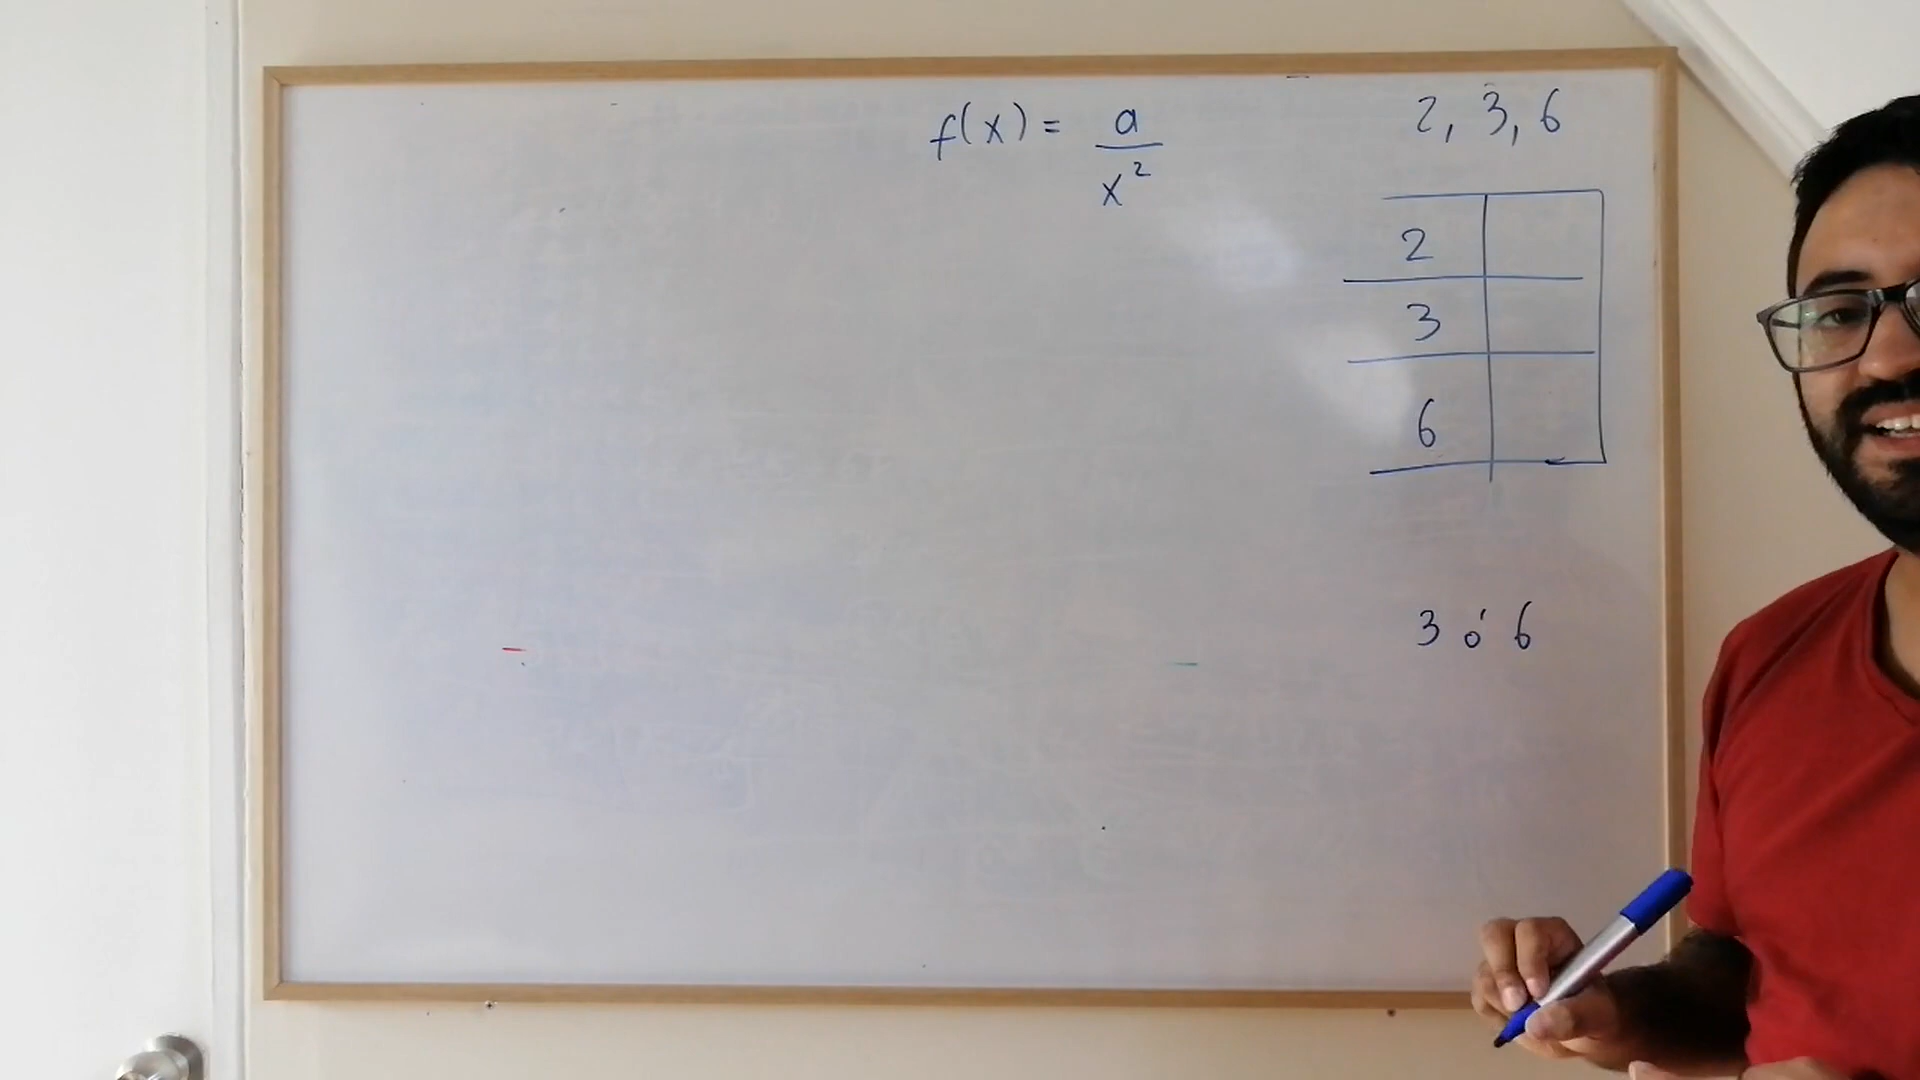 f(x) = a/x²
2, 3, 6
2
3
6
3 ó 6